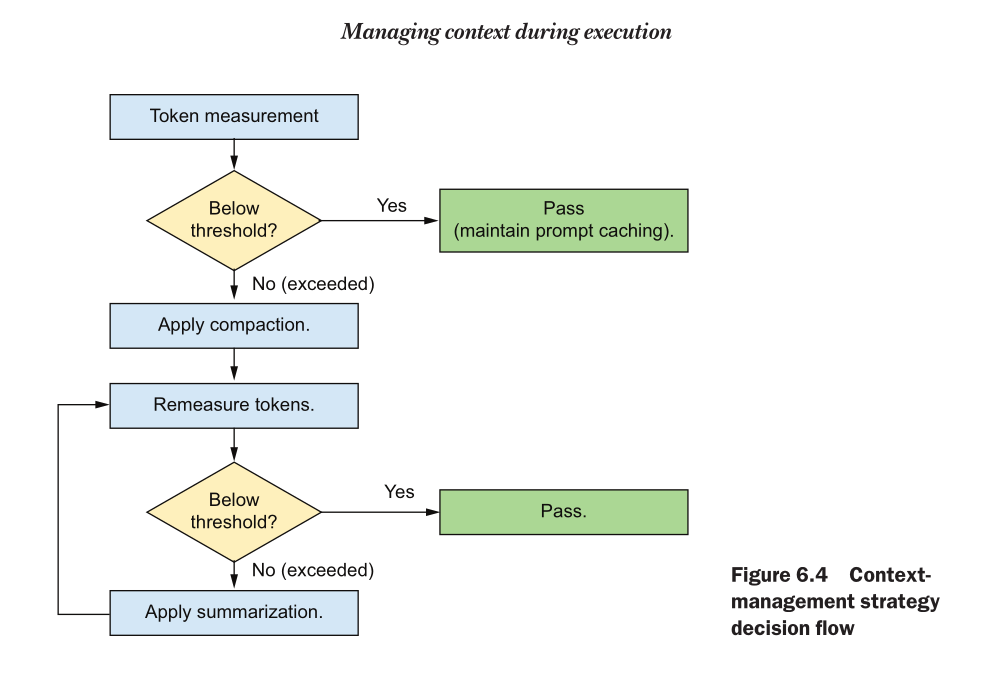 Managing context during execution
Token measurement
Below
threshold?
Yes
Pass
(maintain prompt caching).
No (exceeded)
Apply compaction.
Remeasure tokens.
Below
threshold?
Yes
Pass.
No (exceeded)
Apply summarization.
Figure 6.4 Context-
management strategy
decision flow